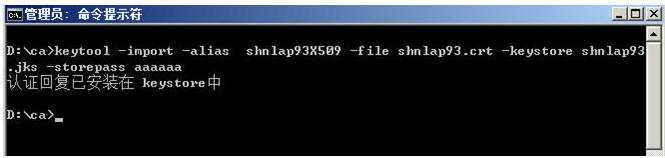 管理员: 命令提示符
D:\ca>keytool -import -alias  shnlap93X509 -file shnlap93.crt -keystore shnlap93
.jks -storepass aaaaaa
认证回复已安装在 keystore中
D:\ca>_